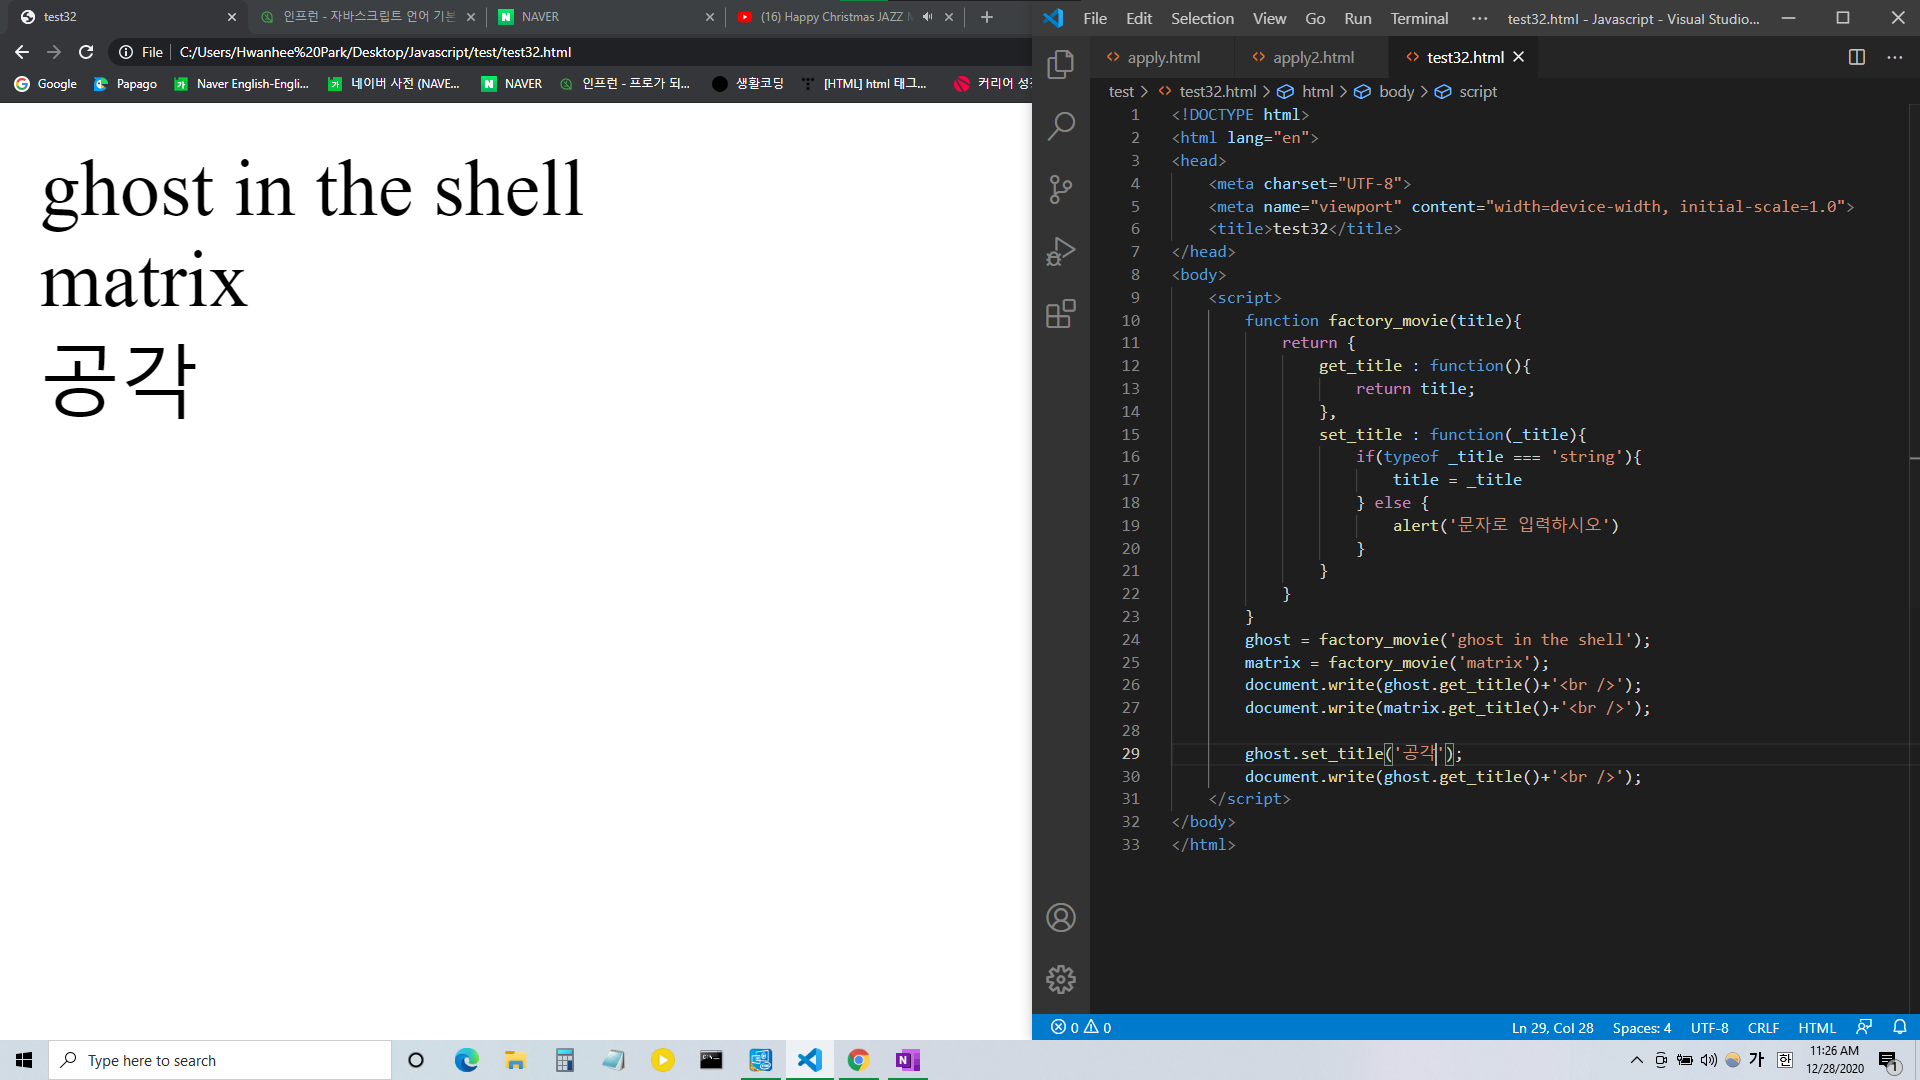 test32
인프런 - 자바스크립트 언어 기본
NAVER
(16) Happy Christmas JAZZ
File C:/Users/Hwanhee%20Park/Desktop/Javascript/test/test32.html
Google
Papago
Naver English-Engli...
네이버 사전 (NAVE...
NAVER
인프런 - 프로가 되...
생활코딩
[HTML] html 태그...
커리어
ghost in the shell
matrix
공각
File Edit Selection View Go Run Terminal ··· test32.html - Javascript - Visual Studio...
apply.html apply2.html test32.html
test > test32.html > html > body > script
1 <!DOCTYPE html>
2 <html lang="en">
3 <head>
4 <meta charset="UTF-8">
5 <meta name="viewport" content="width=device-width, initial-scale=1.0">
6 <title>test32</title>
7 </head>
8 <body>
9 <script>
10 function factory_movie(title){
11 return {
12 get_title : function(){
13 return title;
14 },
15 set_title : function(_title){
16 if(typeof _title === 'string'){
17 title = _title
18 } else {
19 alert('문자로 입력하시오')
20 }
21 }
22 }
23 }
24 ghost = factory_movie('ghost in the shell');
25 matrix = factory_movie('matrix');
26 document.write(ghost.get_title()+'<br />');
27 document.write(matrix.get_title()+'<br />');
28
29 ghost.set_title('공각');
30 document.write(ghost.get_title()+'<br />');
31 </script>
32 </body>
33 </html>
0 0 Ln 29, Col 28 Spaces: 4 UTF-8 CRLF HTML
Type here to search
가 한
11:26 AM
12/28/2020
1